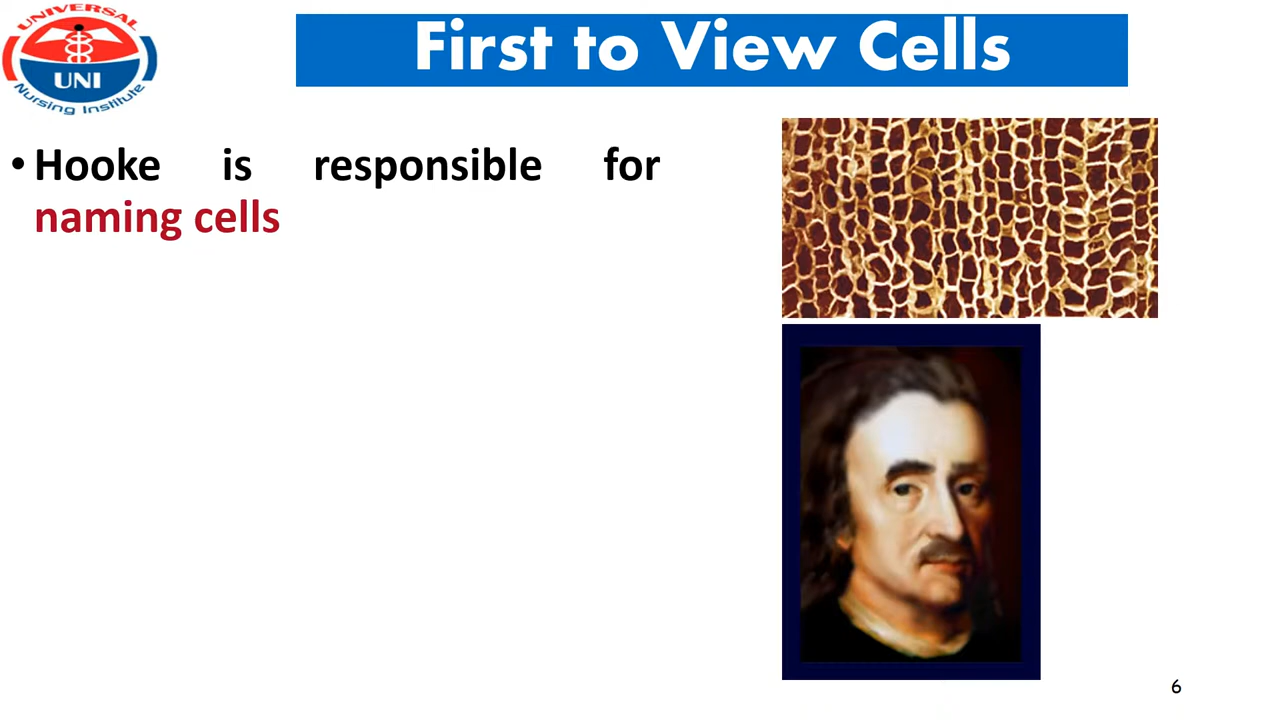 UNIVERSAL
UNI
Nursing Institute
First to View Cells
• Hooke is responsible for
naming cells
6